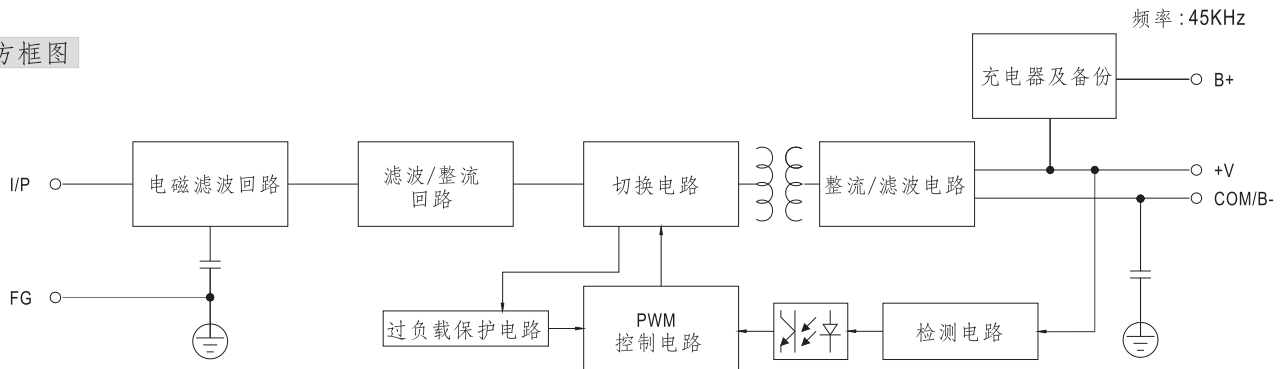 频率 : 45KHz
方框图
充电器及备份
B+
I/P
电磁滤波回路
滤波/整流
回路
切换电路
整流/滤波电路
+V
COM/B-
FG
过负载保护电路
PWM
控制电路
检测电路